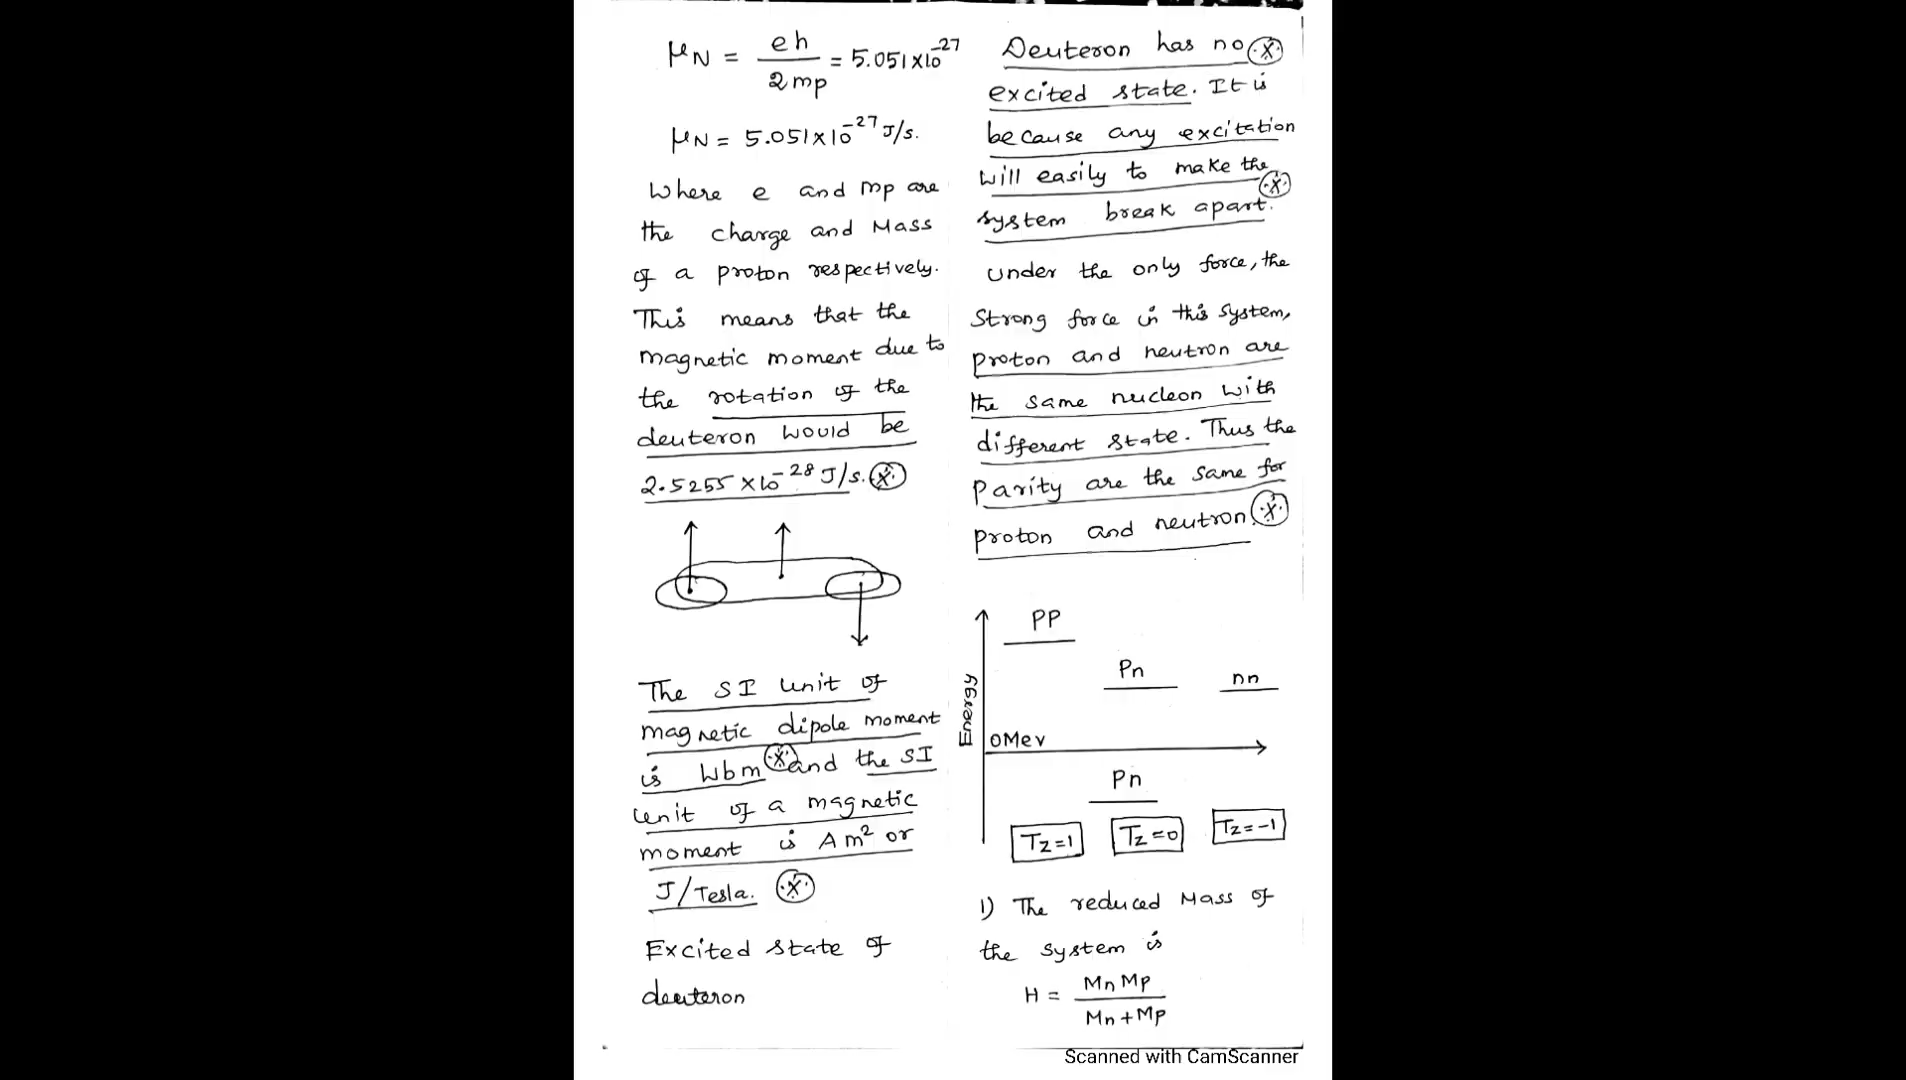 μN = eh / 2mp = 5.051×10^-27
μN = 5.051×10^-27 J/s.
Where e and mp are
the charge and Mass
of a proton respectively.
This means that the
magnetic moment due to
the rotation of the
deuteron would be
2.5255×10^-28 J/s. (X)
The SI unit of
magnetic dipole moment
is Wbm (X) and the SI
Unit of a magnetic
moment is Am² or
J/Tesla. (X)
Excited state of
deuteron
Deuteron has no (X)
excited state. It is
because any excitation
will easily to make the
system break apart. (X)
Under the only force, the
Strong force in this system,
proton and neutron are
the same nucleon with
different state. Thus the
Parity are the same for
proton and neutron. (X)
PP
Pn
nn
Energy
0Mev
Pn
Tz=1
Tz=0
Tz=-1
1) The reduced Mass of
the system is
H = Mn Mp / Mn + Mp
Scanned with CamScanner